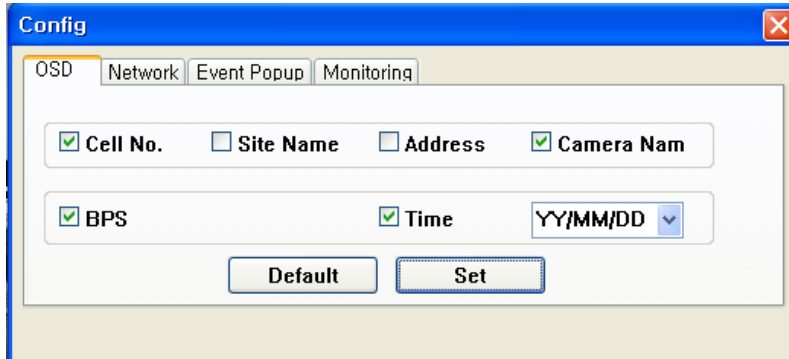 Config
OSD Network Event Popup Monitoring
Cell No. Site Name Address Camera Nam
BPS Time YY/MM/DD
Default Set